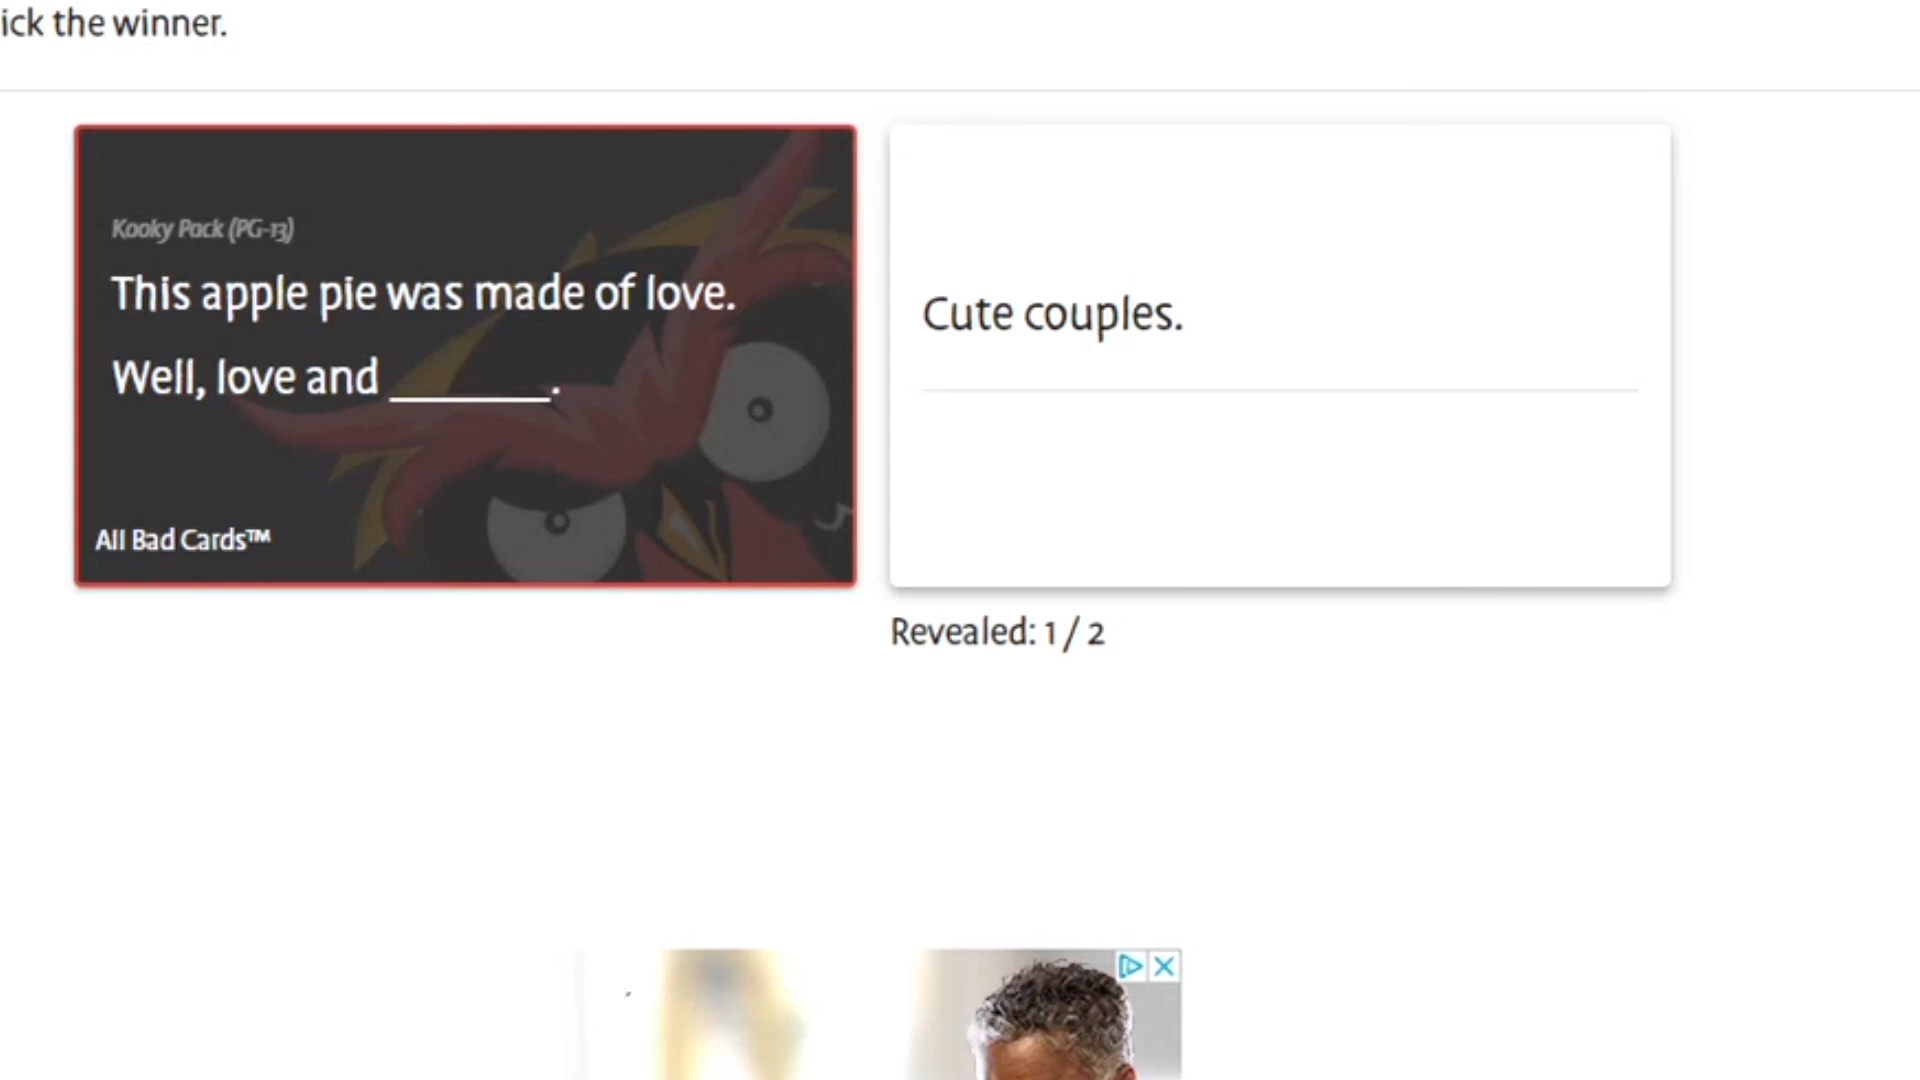 ick the winner.
Kooky Pack (PG-13)
This apple pie was made of love.
Well, love and _______.
All Bad Cards™
Cute couples.
Revealed: 1 / 2